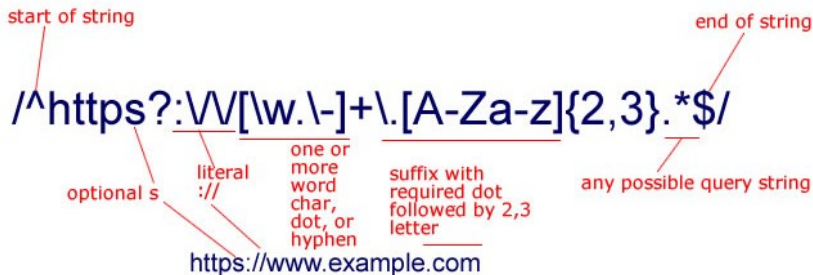 start of string
end of string
/^https?:\/\/[\w.\-]+\.[A-Za-z]{2,3}.*$/
optional s
literal
://
one or
more
word
char,
dot, or
hyphen
suffix with
required dot
followed by 2,3
letter
any possible query string
https://www.example.com